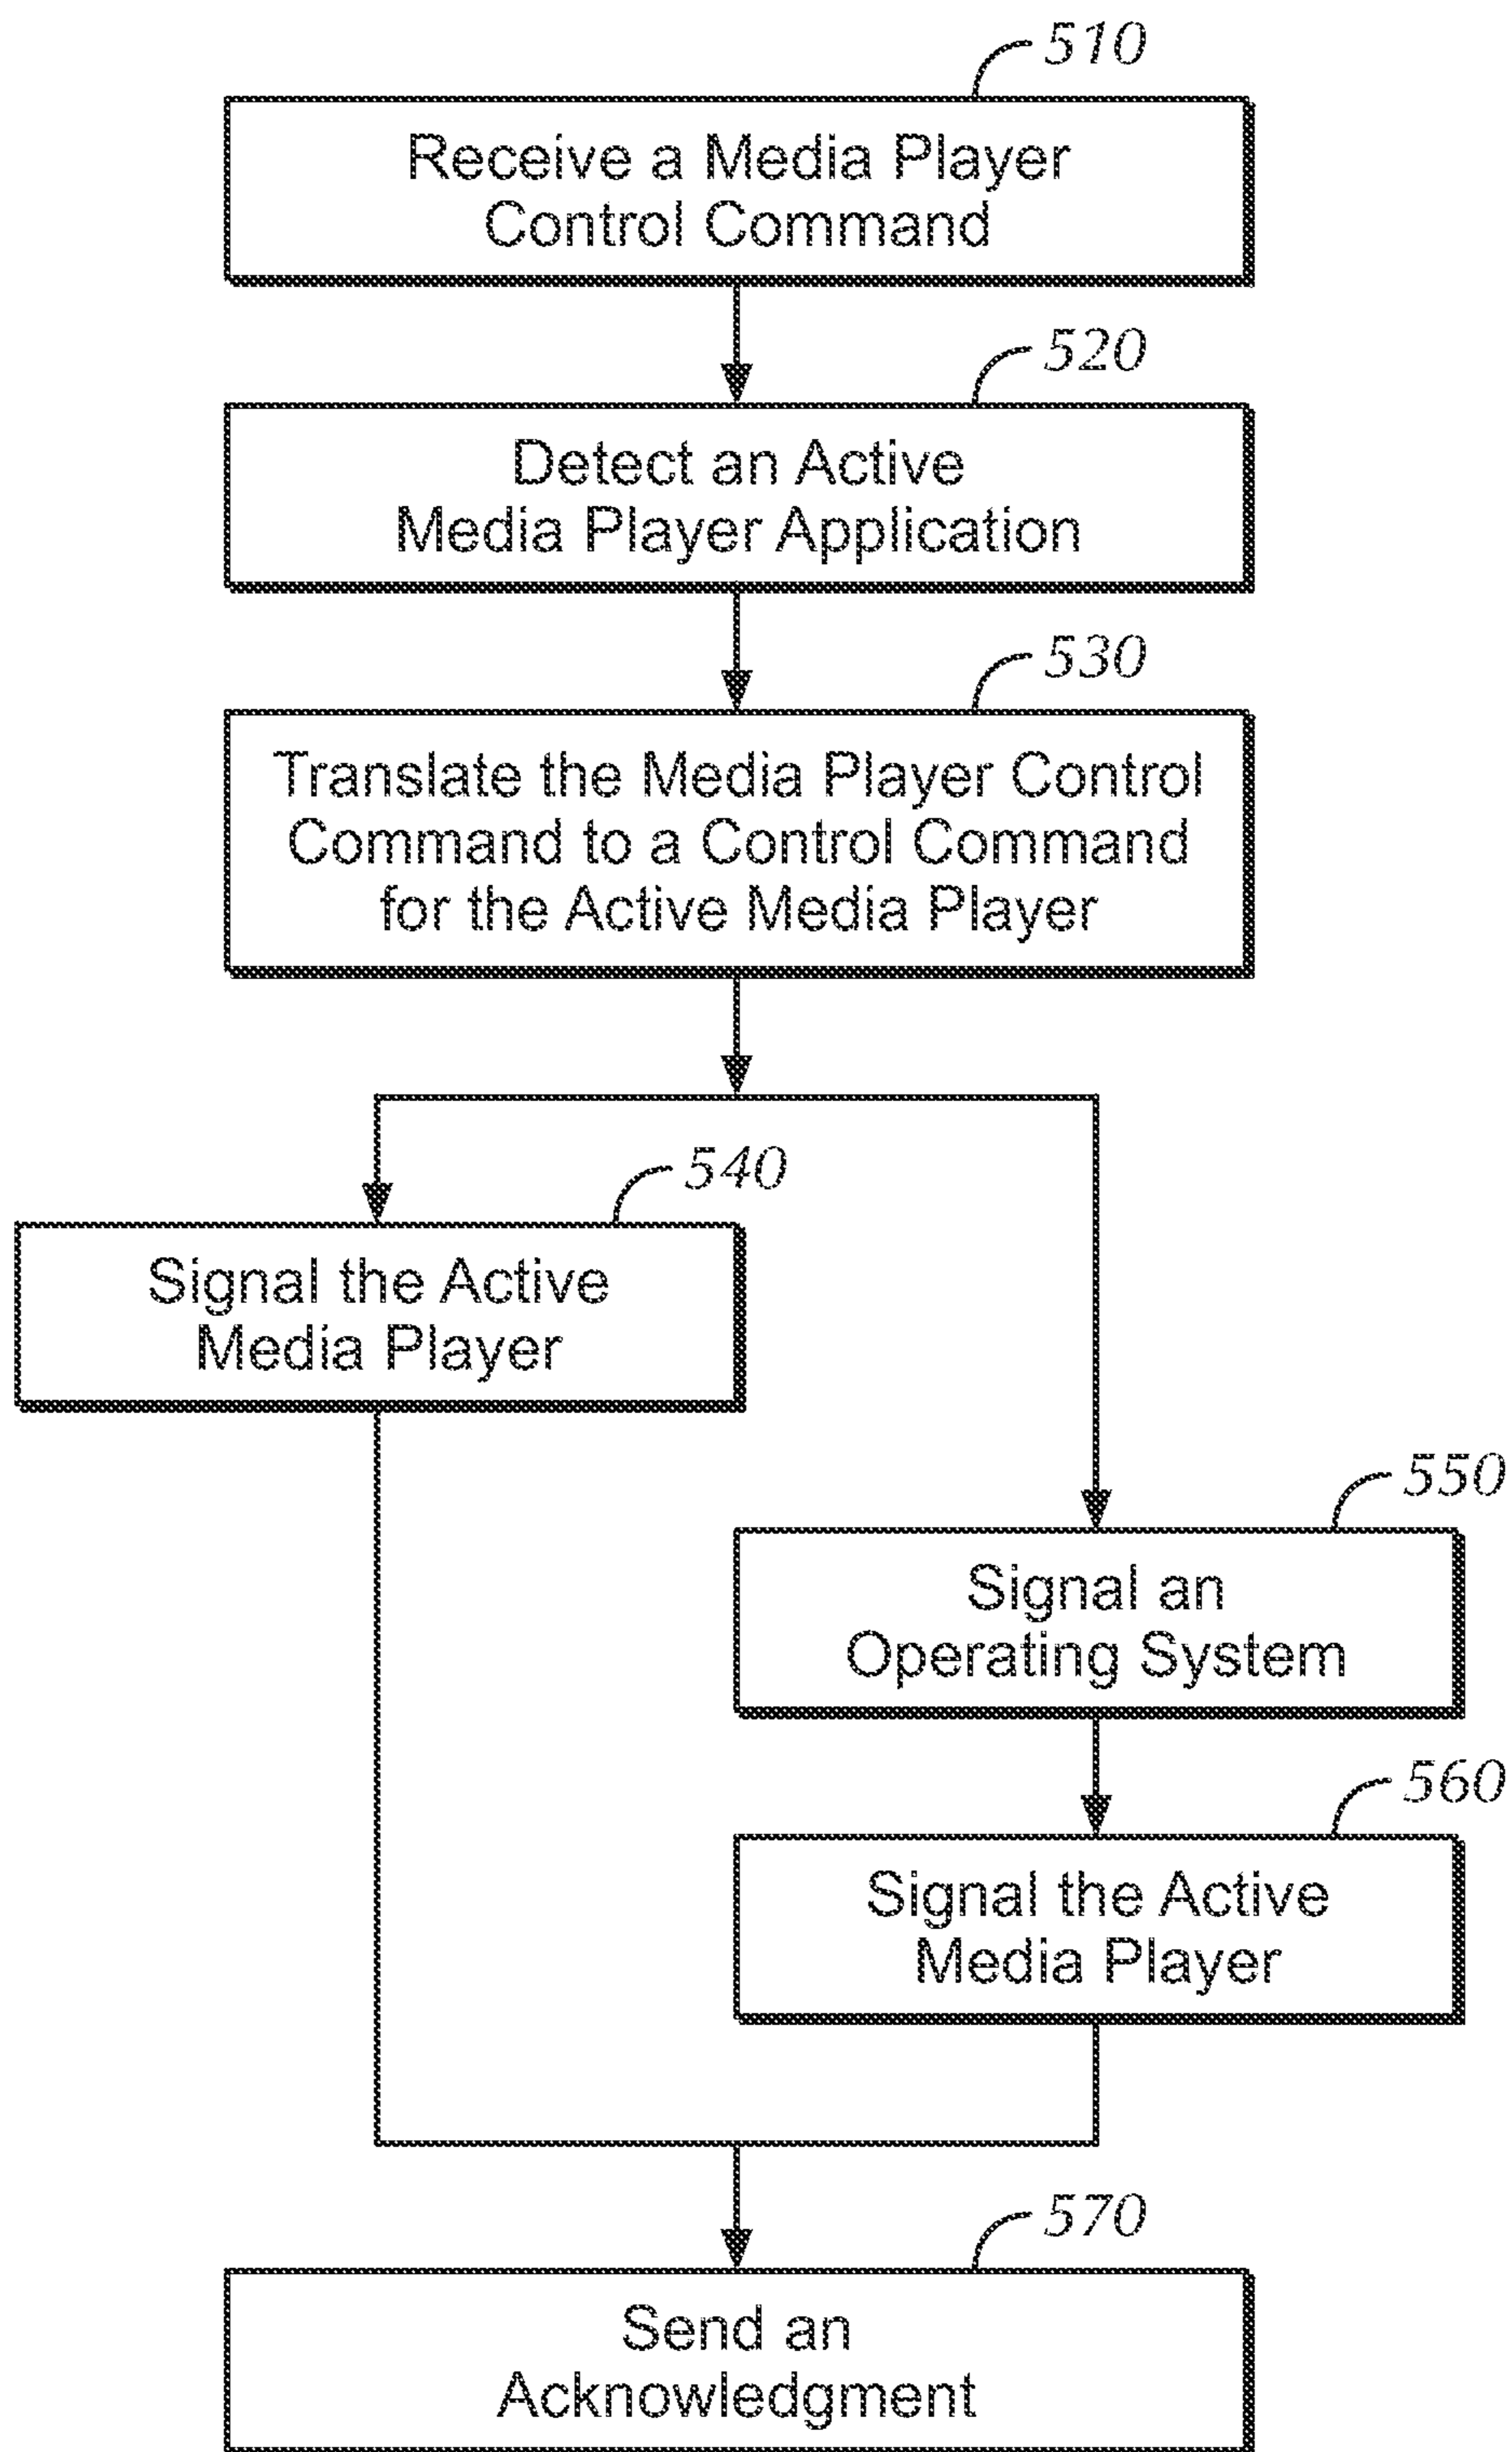 510
Receive a Media Player
Control Command
520
Detect an Active
Media Player Application
530
Translate the Media Player Control
Command to a Control Command
for the Active Media Player
540
Signal the Active
Media Player
550
Signal an
Operating System
560
Signal the Active
Media Player
570
Send an
Acknowledgment